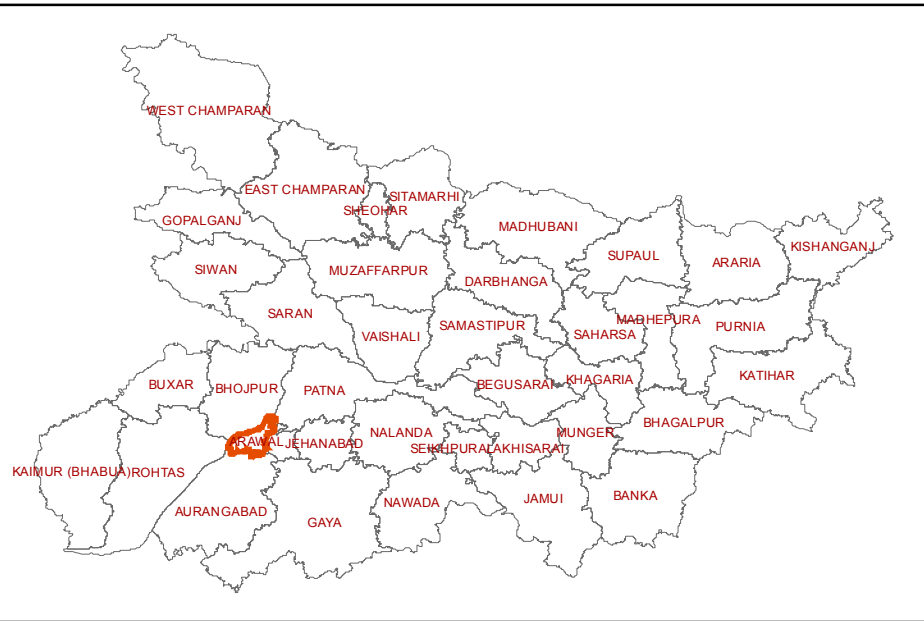 WEST CHAMPARAN
EAST CHAMPARAN
SITAMARHI
SHEOHAR
GOPALGANJ
MADHUBANI
KISHANGANJ
SUPAUL
ARARIA
SIWAN
MUZAFFARPUR
DARBHANGA
SARAN
SAMASTIPUR
MADHEPURA
PURNIA
VAISHALI
SAHARSA
BUXAR
BHOJPUR
PATNA
BEGUSARAI
KHAGARIA
KATIHAR
BHAGALPUR
NALANDA
MUNGER
ARAWAL
JEHANABAD
SEIKHPURA
LAKHISARAT
KAIMUR (BHABUA)
ROHTAS
JAMUI
BANKA
NAWADA
AURANGABAD
GAYA